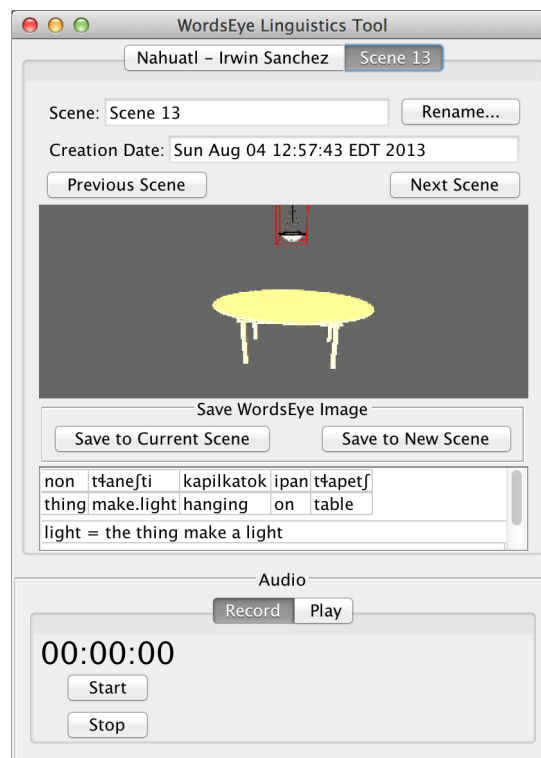 WordsEye Linguistics Tool
Nahuatl – Irwin Sanchez Scene 13
Scene: Scene 13 Rename...
Creation Date: Sun Aug 04 12:57:43 EDT 2013
Previous Scene Next Scene
Save WordsEye Image
Save to Current Scene Save to New Scene
non tɬaneʃti kapilkatok ipan tɬapetʃ
thing make.light hanging on table
light = the thing make a light
Audio
Record Play
00:00:00
Start
Stop